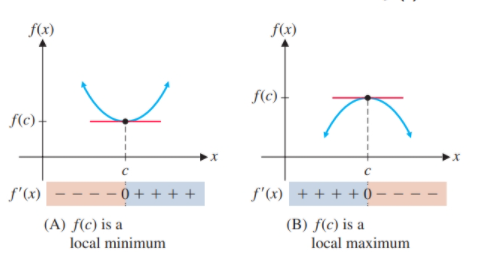 f(x)
f(c)
x
c
f′(x) – – – – 0 + + + +
(A) f(c) is a
local minimum
f(x)
f(c)
x
c
f′(x) + + + + 0 – – – –
(B) f(c) is a
local maximum